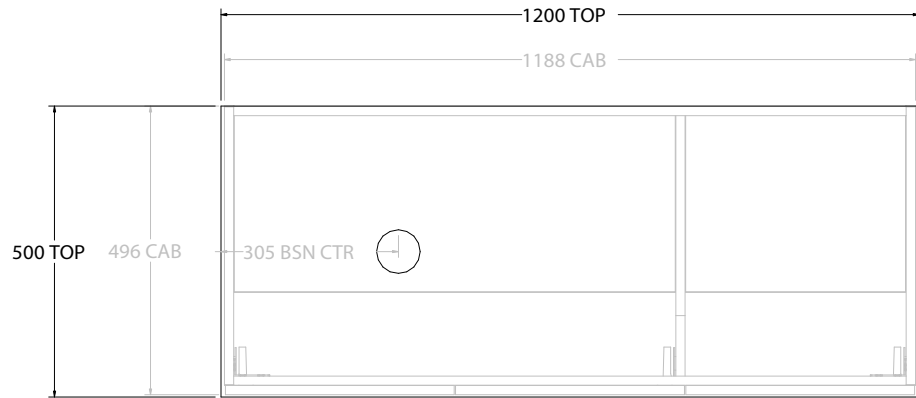 1200 TOP
1188 CAB
500 TOP
496 CAB
305 BSN CTR